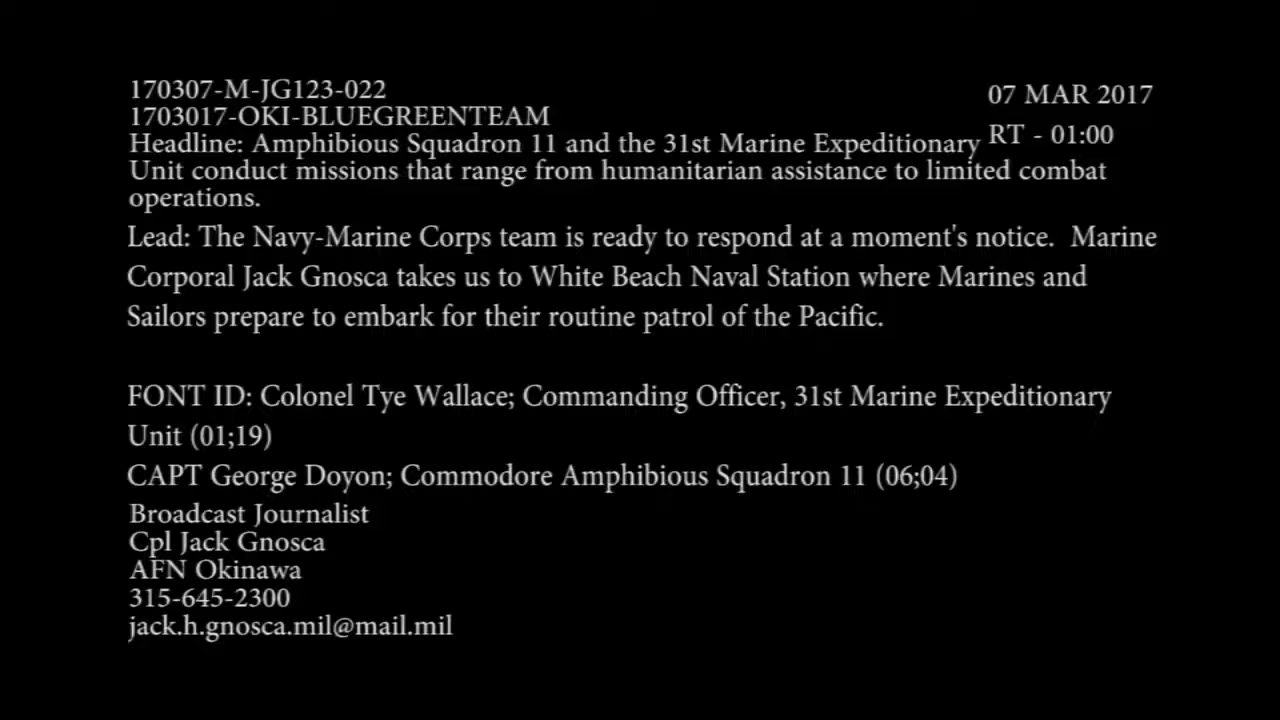 170307-M-JG123-022
1703017-OKI-BLUEGREENTEAM
07 MAR 2017
Headline: Amphibious Squadron 11 and the 31st Marine Expeditionary
RT - 01:00
Unit conduct missions that range from humanitarian assistance to limited combat
operations.
Lead: The Navy-Marine Corps team is ready to respond at a moment's notice.  Marine
Corporal Jack Gnosca takes us to White Beach Naval Station where Marines and
Sailors prepare to embark for their routine patrol of the Pacific.
FONT ID: Colonel Tye Wallace; Commanding Officer, 31st Marine Expeditionary
Unit (01;19)
CAPT George Doyon; Commodore Amphibious Squadron 11 (06;04)
Broadcast Journalist
Cpl Jack Gnosca
AFN Okinawa
315-645-2300
jack.h.gnosca.mil@mail.mil